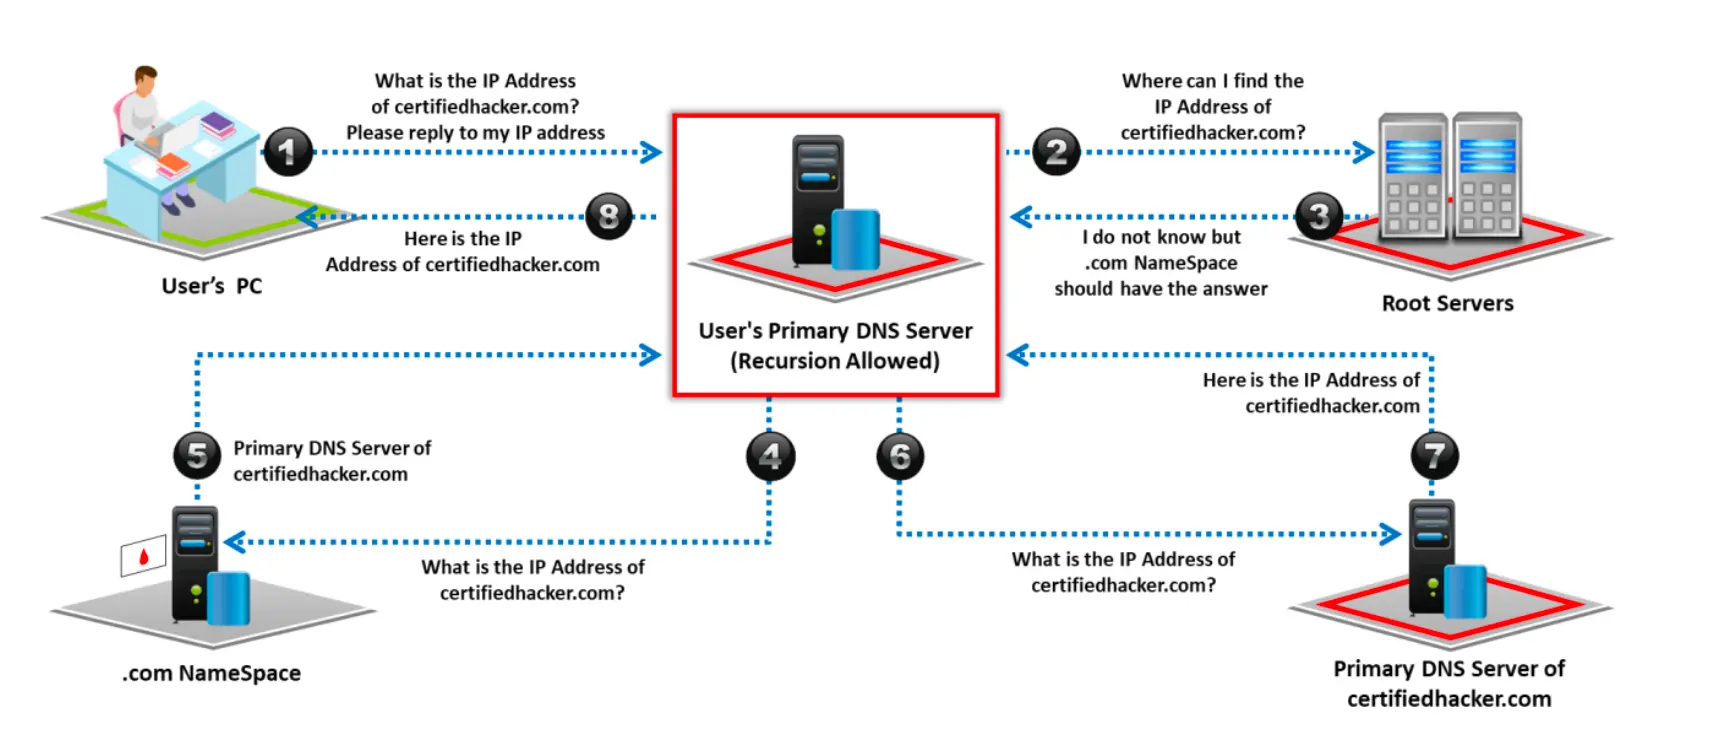 What is the IP Address
of certifiedhacker.com?
Please reply to my IP address
1
8
Here is the IP
Address of certifiedhacker.com
User’s PC
User's Primary DNS Server
(Recursion Allowed)
Where can I find the
IP Address of
certifiedhacker.com?
2
3
I do not know but
.com NameSpace
should have the answer
Root Servers
5
Primary DNS Server of
certifiedhacker.com
4
What is the IP Address of
certifiedhacker.com?
.com NameSpace
6
What is the IP Address of
certifiedhacker.com?
Here is the IP Address of
certifiedhacker.com
7
Primary DNS Server of
certifiedhacker.com